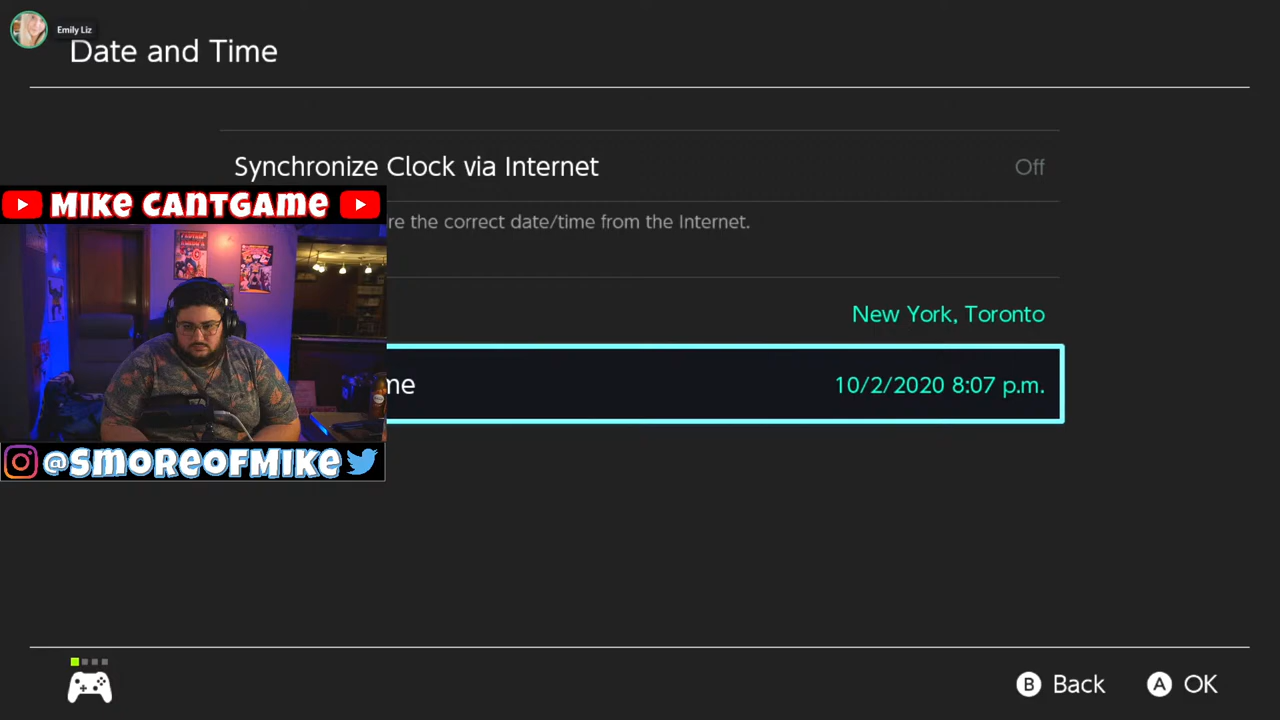 Emily Liz
Date and Time
Synchronize Clock via Internet Off
MIKE CANTGAME
re the correct date/time from the Internet.
New York, Toronto
me 10/2/2020 8:07 p.m.
@SMOREOFMIKE
B Back A OK